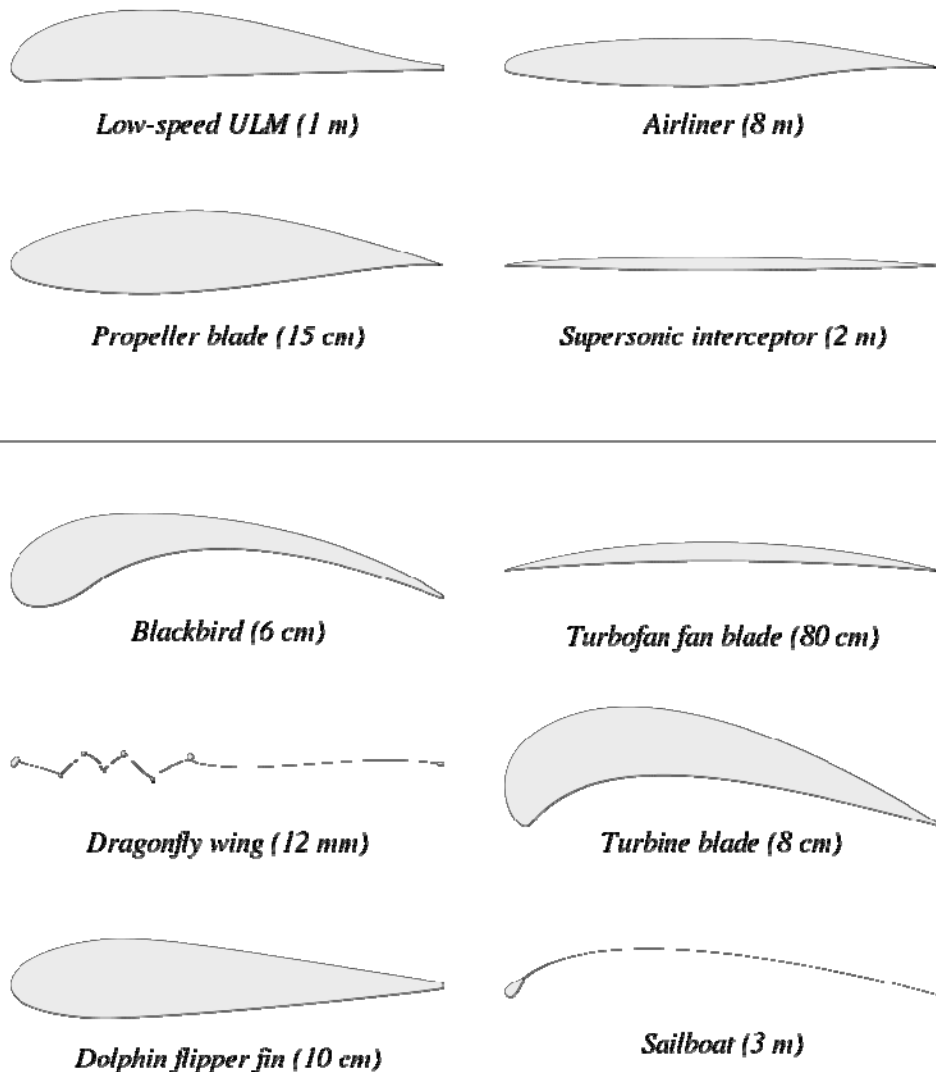 Low-speed ULM (1 m)
Airliner (8 m)
Propeller blade (15 cm)
Supersonic interceptor (2 m)
Blackbird (6 cm)
Turbofan fan blade (80 cm)
Dragonfly wing (12 mm)
Turbine blade (8 cm)
Dolphin flipper fin (10 cm)
Sailboat (3 m)